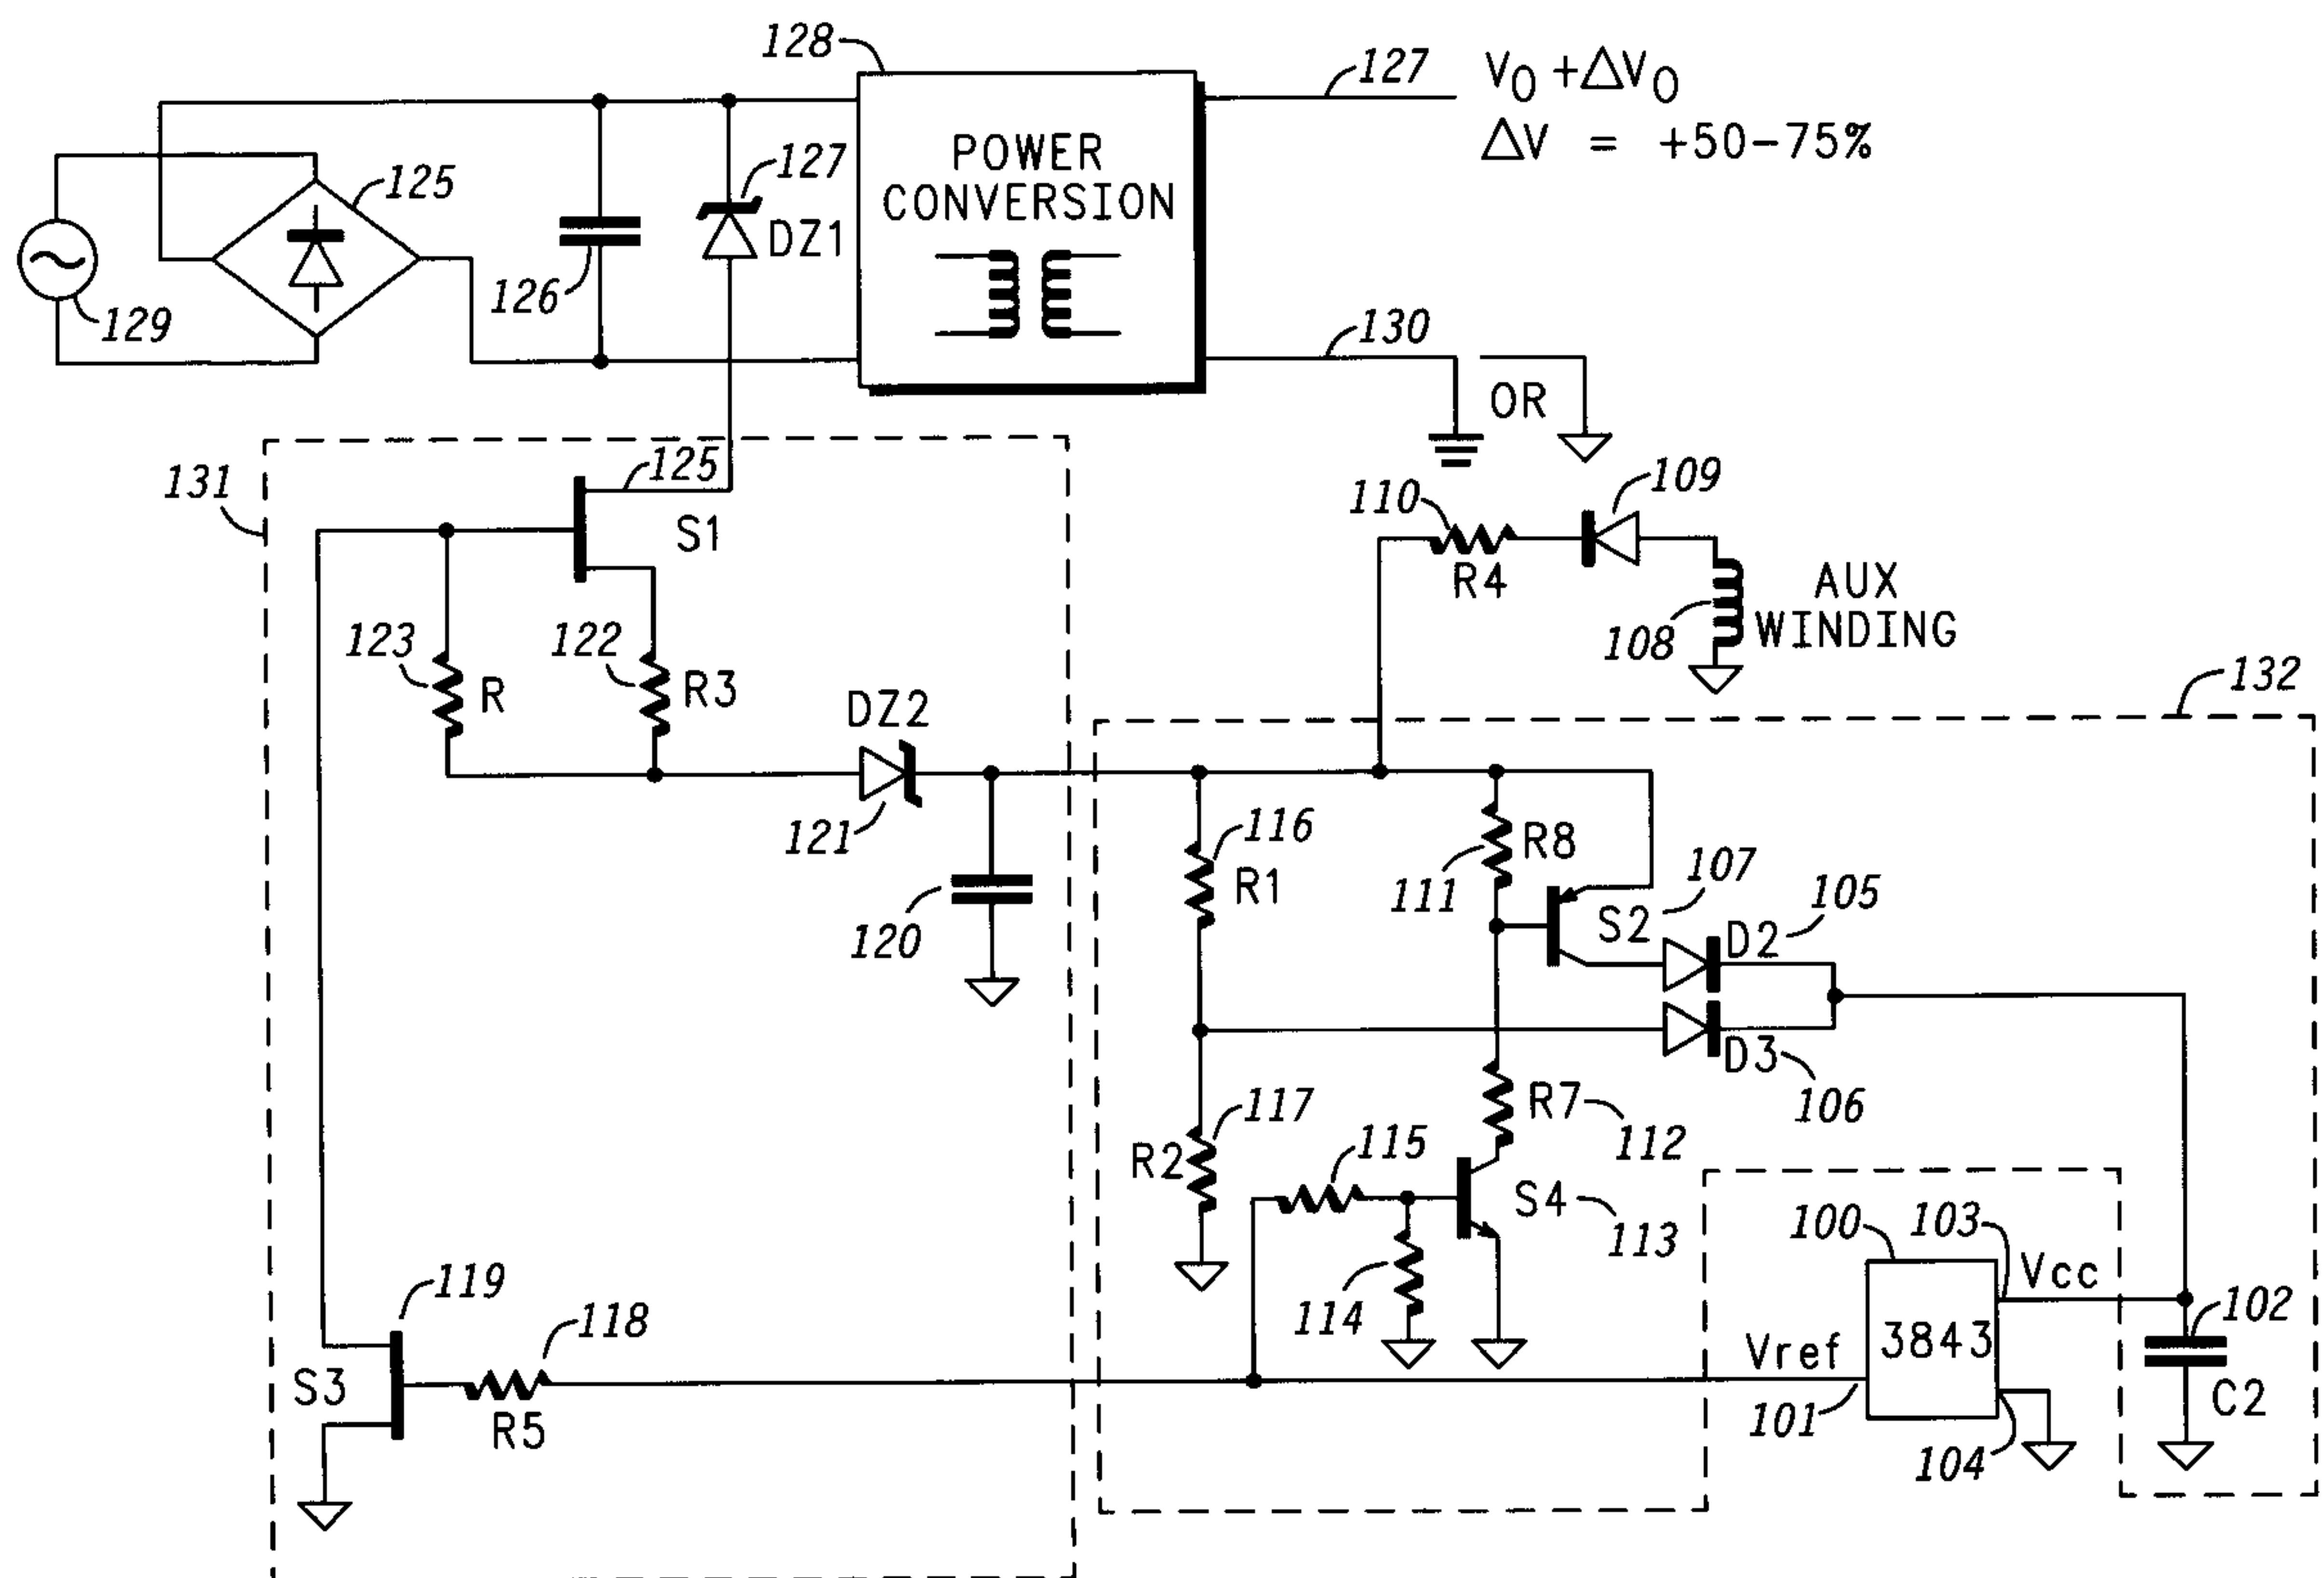 128
127
V0 + ΔV0
ΔV = +50-75%
POWER
CONVERSION
125
127
DZ1
126
129
130
OR
131
125
S1
110
109
R4
AUX
WINDING
108
123
122
R
R3
132
DZ2
121
116
R1
R8
111
107
105
S2
D2
120
D3
106
117
R7
112
R2
115
S4
113
114
100
103
Vcc
102
119
118
S3
R5
Vref
3843
101
104
C2